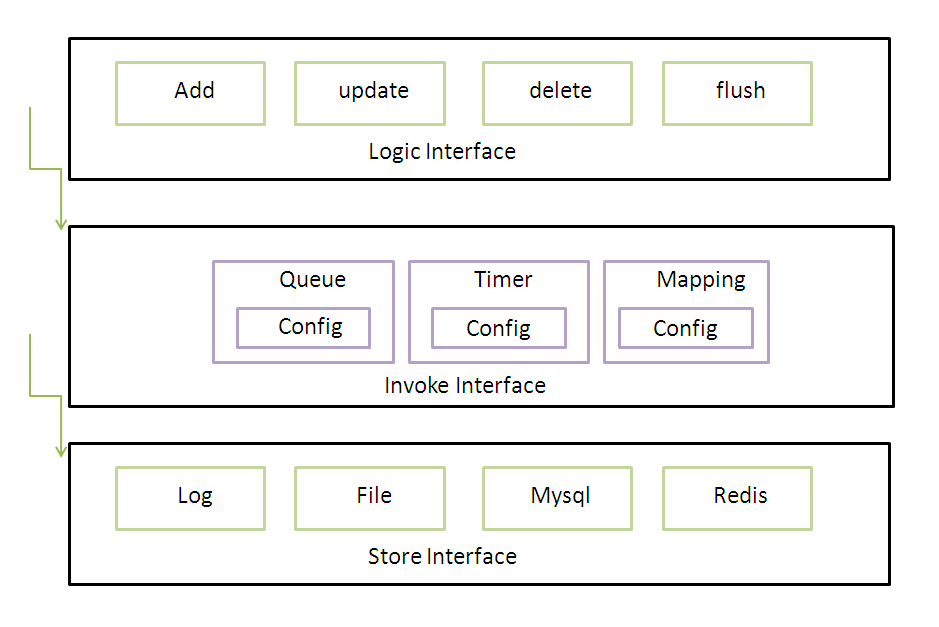 Add update delete flush
Logic Interface
Queue Timer Mapping
Config Config Config
Invoke Interface
Log File Mysql Redis
Store Interface